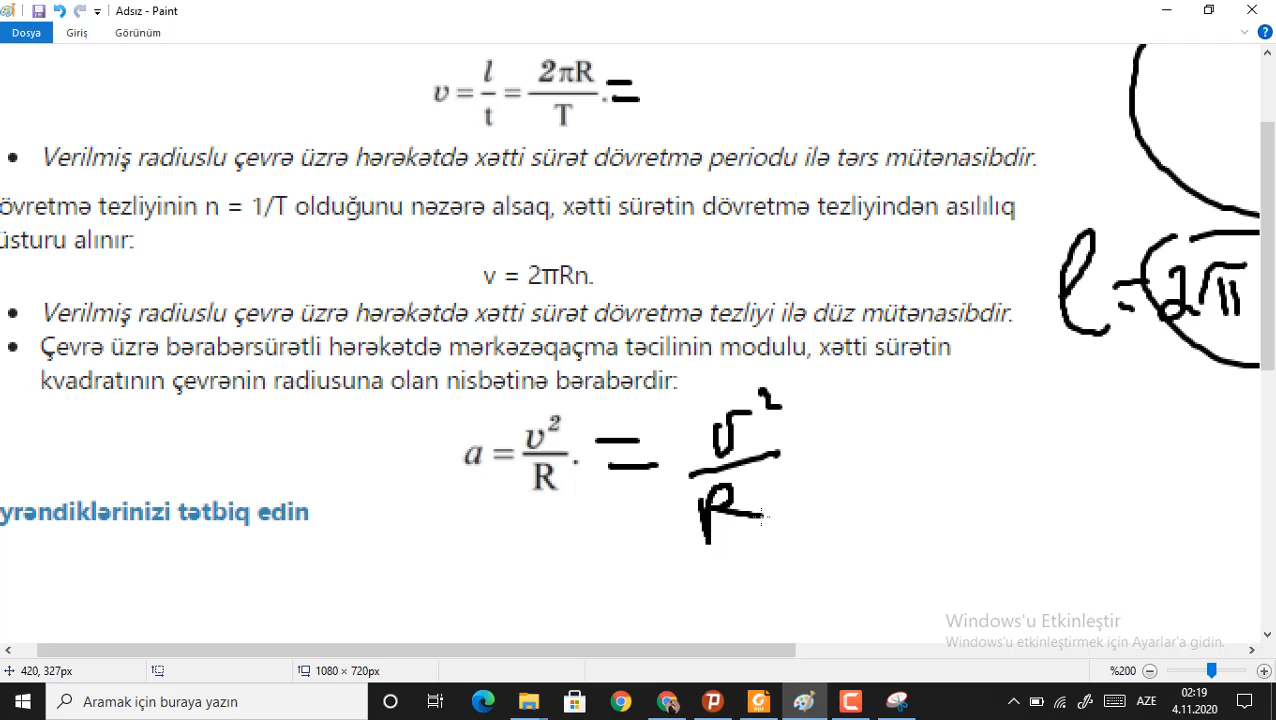 Adsız - Paint
Dosya Giriş Görünüm
v = l/t = 2πR/T. =
• Verilmiş radiuslu çevrə üzrə hərəkətdə xətti sürət dövretmə periodu ilə tərs mütənasibdir.
övretmə tezliyinin n = 1/T olduğunu nəzərə alsaq, xətti sürətin dövretmə tezliyindən asılılıq
üsturu alınır:
l = 2π
v = 2πRn.
• Verilmiş radiuslu çevrə üzrə hərəkətdə xətti sürət dövretmə tezliyi ilə düz mütənasibdir.
• Çevrə üzrə bərabərsürətli hərəkətdə mərkəzəqaçma təcilinin modulu, xətti sürətin
kvadratının çevrənin radiusuna olan nisbətinə bərabərdir:
a = v²/R. = v²/R
yrəndiklərinizi tətbiq edin
Windows'u Etkinleştir
Windows'u etkinleştirmek için Ayarlar'a gidin.
420, 327px 1080 × 720px %200
Aramak için buraya yazın AZE 02:19
4.11.2020